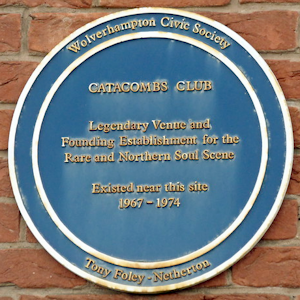 Wolverhampton Civic Society
CATACOMBS CLUB
Legendary Venue and
Founding Establishment for the
Rare and Northern Soul Scene
Existed near this site
1967 - 1974
Tony Foley - Netherton